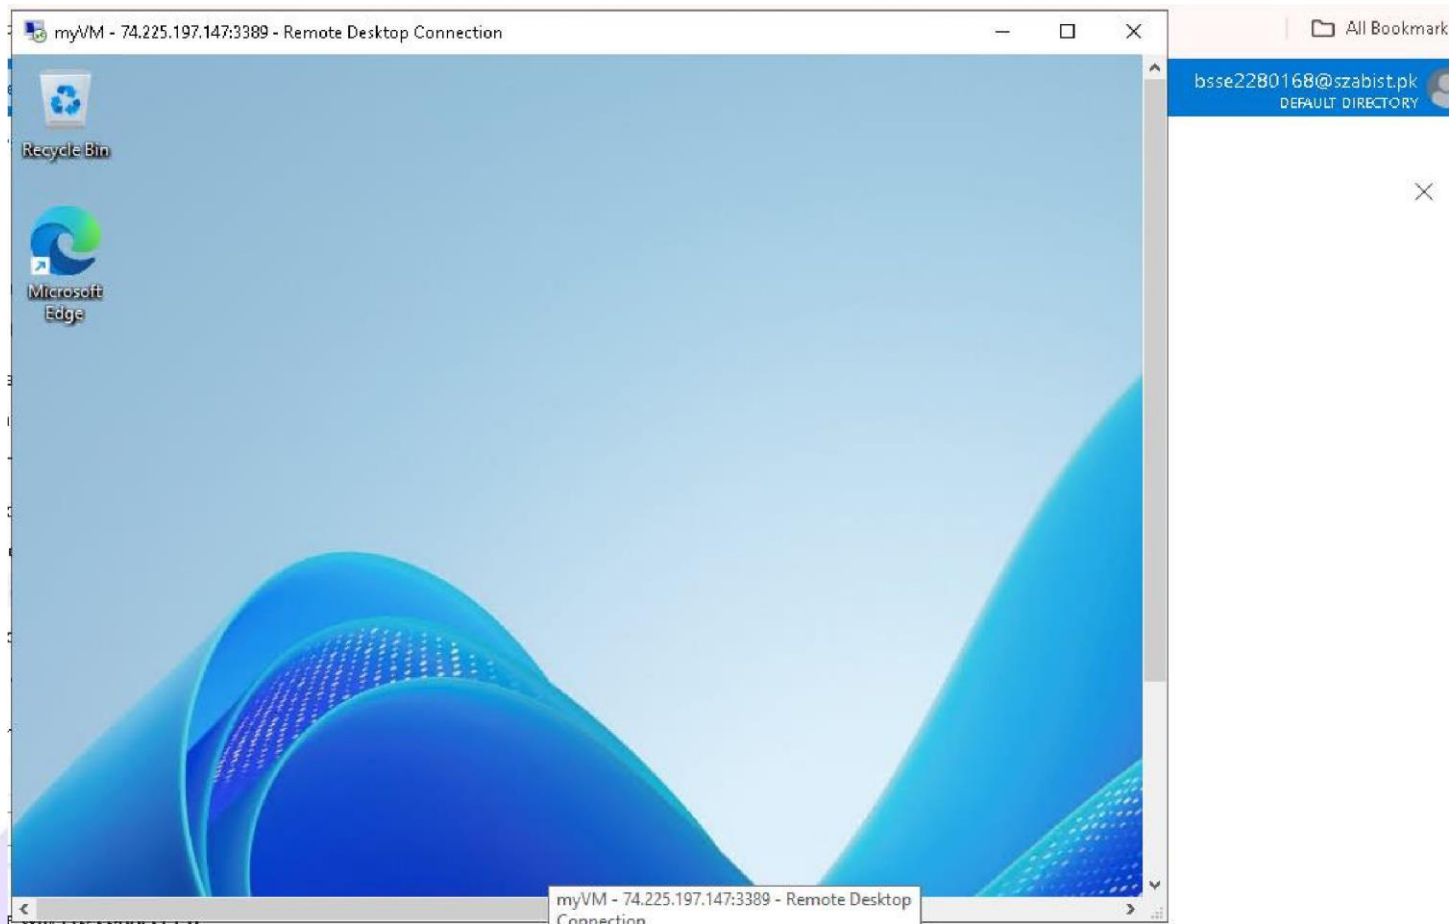 myVM - 74.225.197.147:3389 - Remote Desktop Connection
All Bookmark
bsse2280168@szabist.pk
DEFAULT DIRECTORY
Recycle Bin
Microsoft
Edge
myVM - 74.225.197.147:3389 - Remote Desktop
Connection